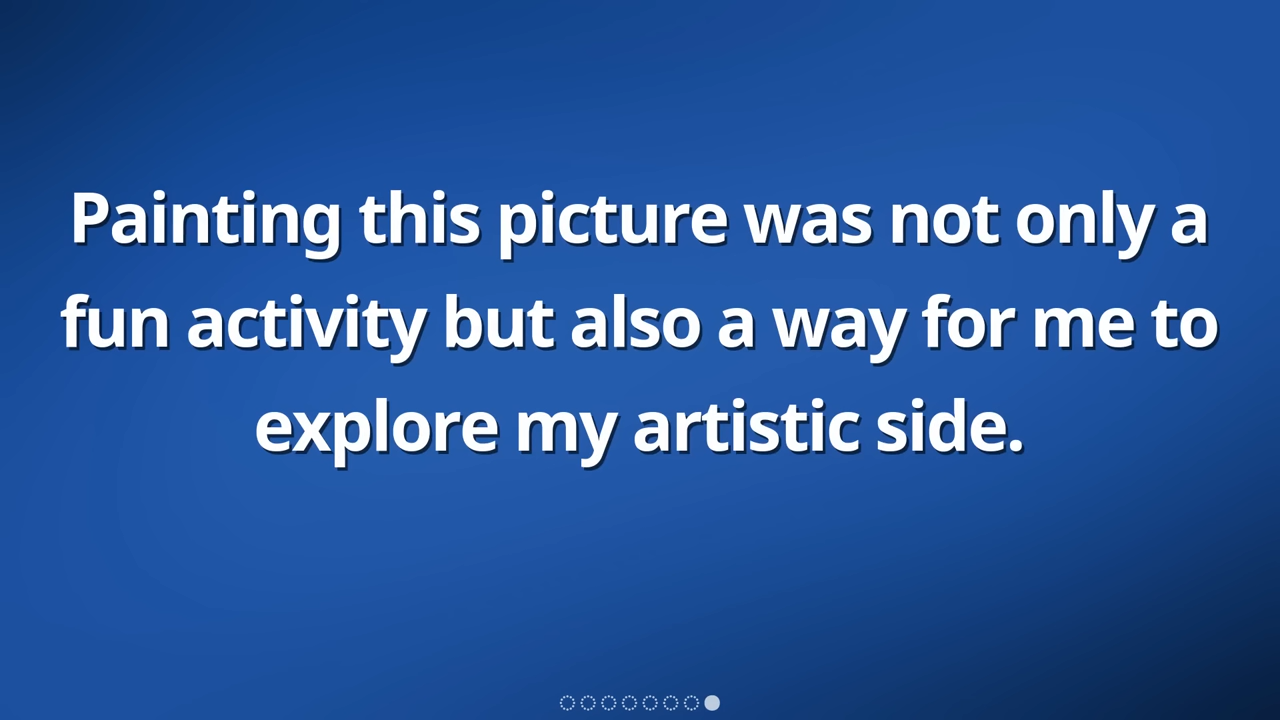 Painting this picture was not only a
fun activity but also a way for me to
explore my artistic side.